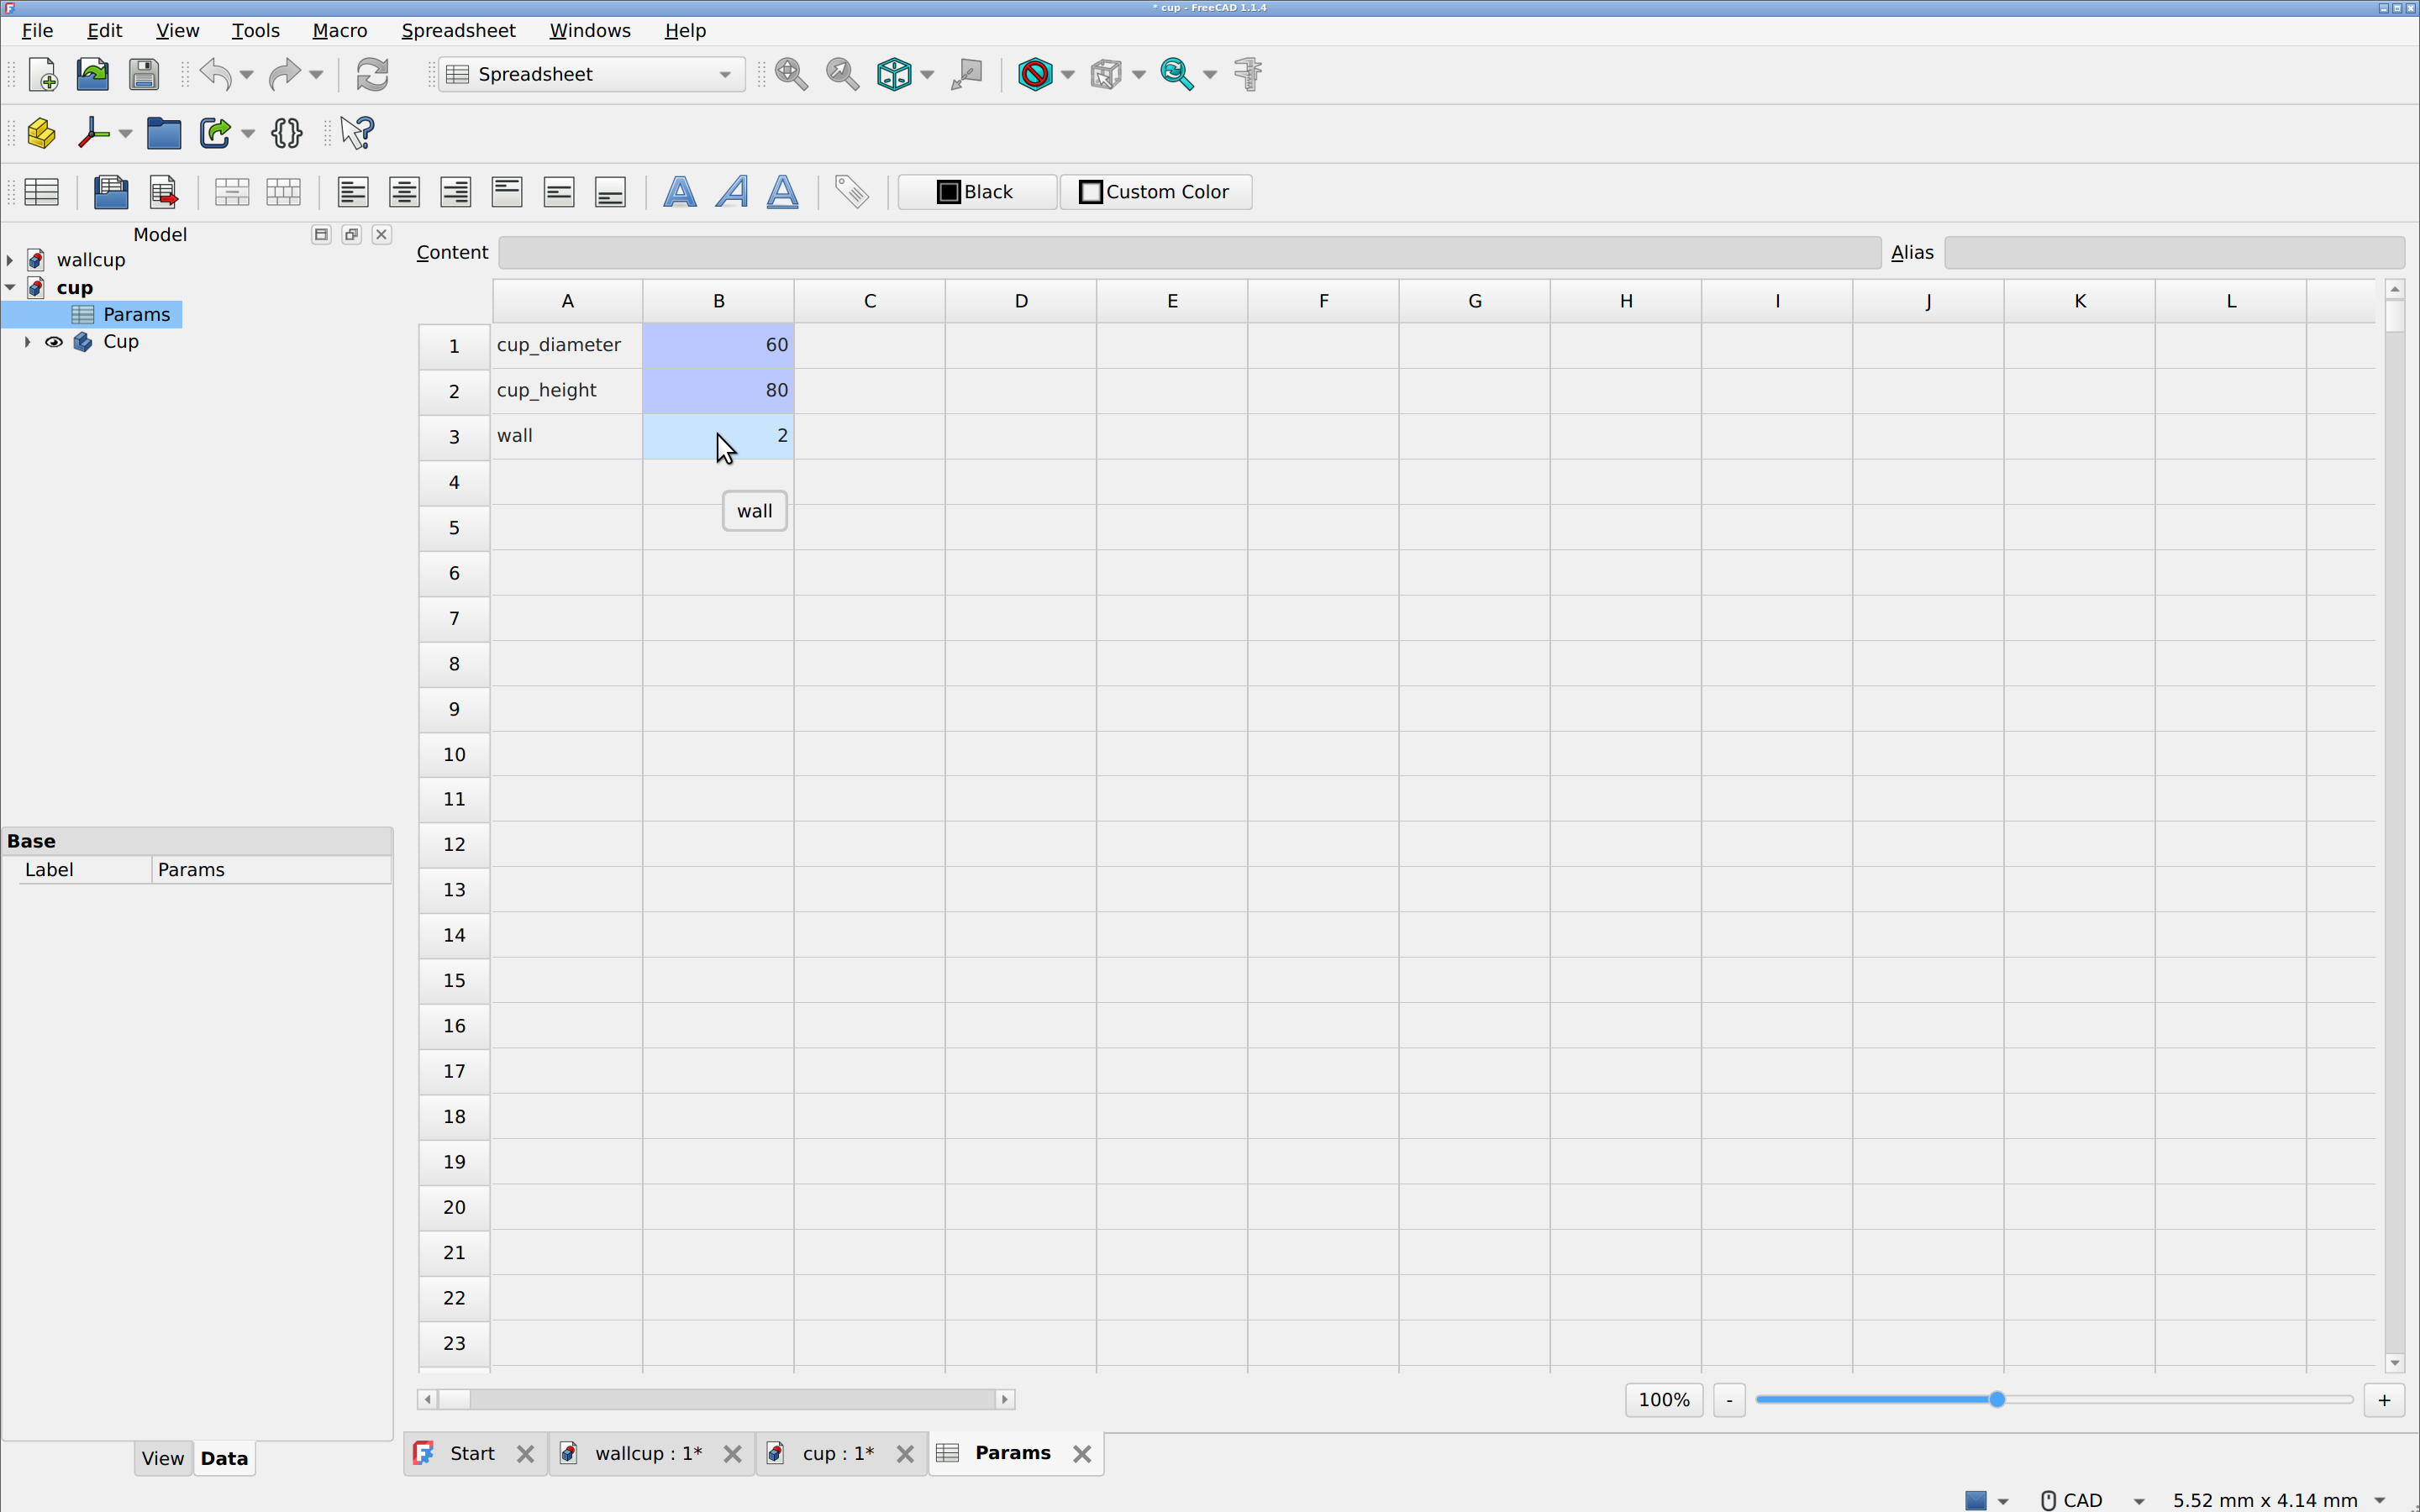 * cup - FreeCAD 1.1.4
File Edit View Tools Macro Spreadsheet Windows Help
Spreadsheet
Black Custom Color
Model
wallcup
cup
Params
Cup
Content Alias
A B C D E F G H I J K L
1 cup_diameter 60
2 cup_height 80
3 wall 2
4
wall
5
6
7
8
9
10
11
12
13
14
15
16
17
18
19
20
21
22
23
Base
Label Params
100% - +
View Data
Start wallcup : 1* cup : 1* Params
CAD 5.52 mm x 4.14 mm